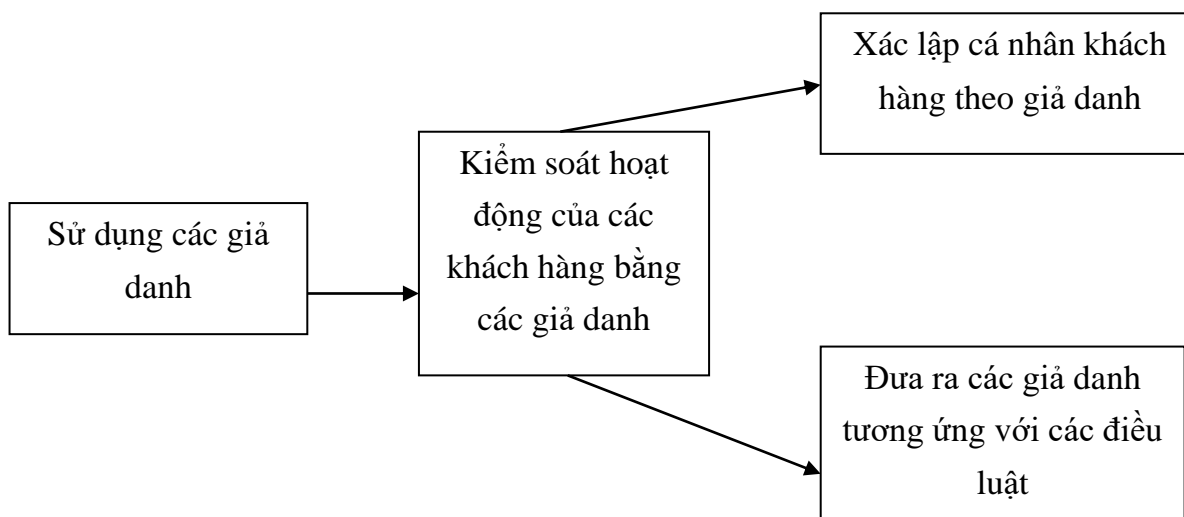 Xác lập cá nhân khách
hàng theo giả danh
Kiểm soát hoạt
động của các
khách hàng bằng
các giả danh
Sử dụng các giả
danh
Đưa ra các giả danh
tương ứng với các điều
luật